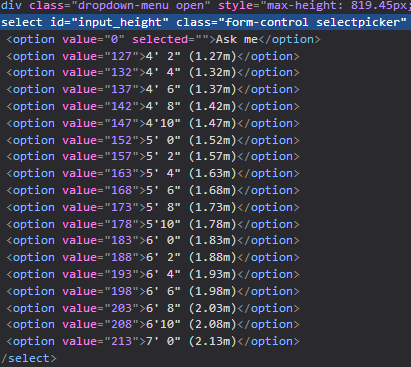 div class="dropdown-menu open" style="max-height: 819.45px;
select id="input_height" class="form-control selectpicker"
<option value="0" selected="">Ask me</option>
<option value="127">4' 2" (1.27m)</option>
<option value="132">4' 4" (1.32m)</option>
<option value="137">4' 6" (1.37m)</option>
<option value="142">4' 8" (1.42m)</option>
<option value="147">4'10" (1.47m)</option>
<option value="152">5' 0" (1.52m)</option>
<option value="157">5' 2" (1.57m)</option>
<option value="163">5' 4" (1.63m)</option>
<option value="168">5' 6" (1.68m)</option>
<option value="173">5' 8" (1.73m)</option>
<option value="178">5'10" (1.78m)</option>
<option value="183">6' 0" (1.83m)</option>
<option value="188">6' 2" (1.88m)</option>
<option value="193">6' 4" (1.93m)</option>
<option value="198">6' 6" (1.98m)</option>
<option value="203">6' 8" (2.03m)</option>
<option value="208">6'10" (2.08m)</option>
<option value="213">7' 0" (2.13m)</option>
/select>